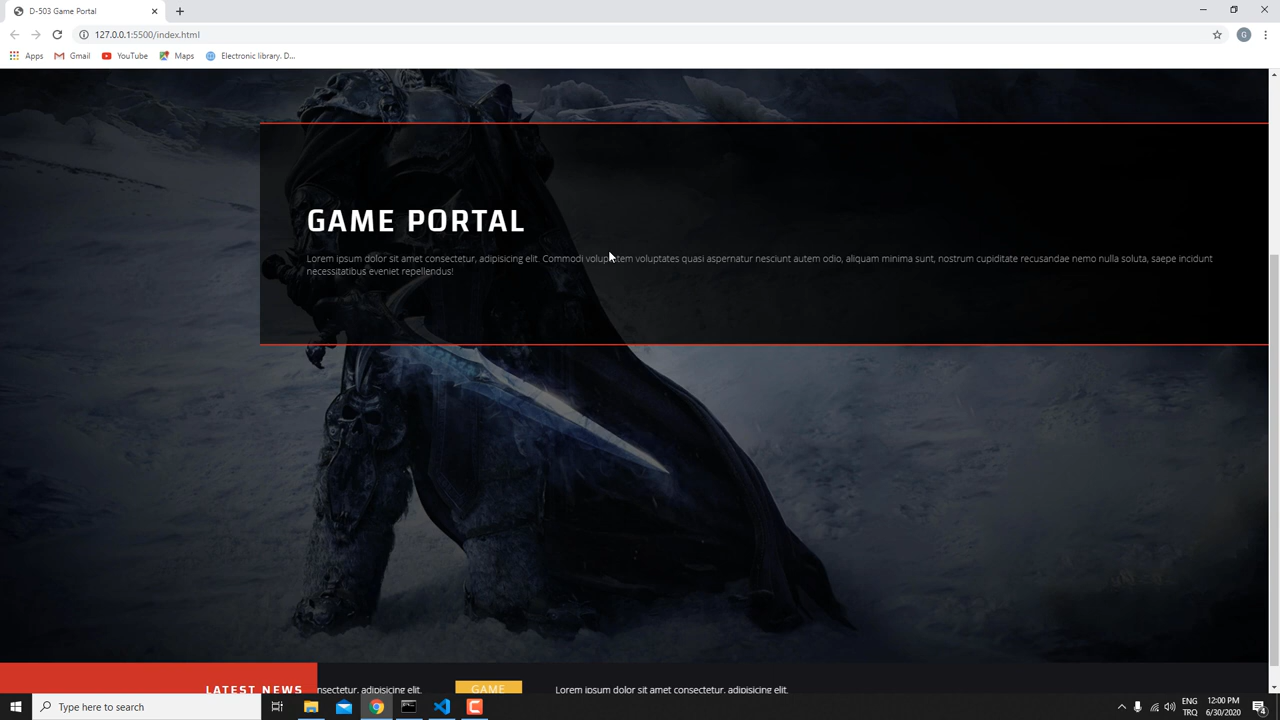 D-503 Game Portal
127.0.0.1:5500/index.html
G
Apps
Gmail
YouTube
Maps
Electronic library. D...
GAME PORTAL
Lorem ipsum dolor sit amet consectetur, adipisicing elit. Commodi voluptatem voluptates quasi aspernatur nesciunt autem odio, aliquam minima sunt, nostrum cupiditate recusandae nemo nulla soluta, saepe incidunt
necessitatibus eveniet repellendus!
LATEST NEWS
nsectetur, adipisicing elit.
GAME
Lorem ipsum dolor sit amet consectetur, adipisicing elit.
Type here to search
ENG
TRQ
12:00 PM
6/30/2020
4